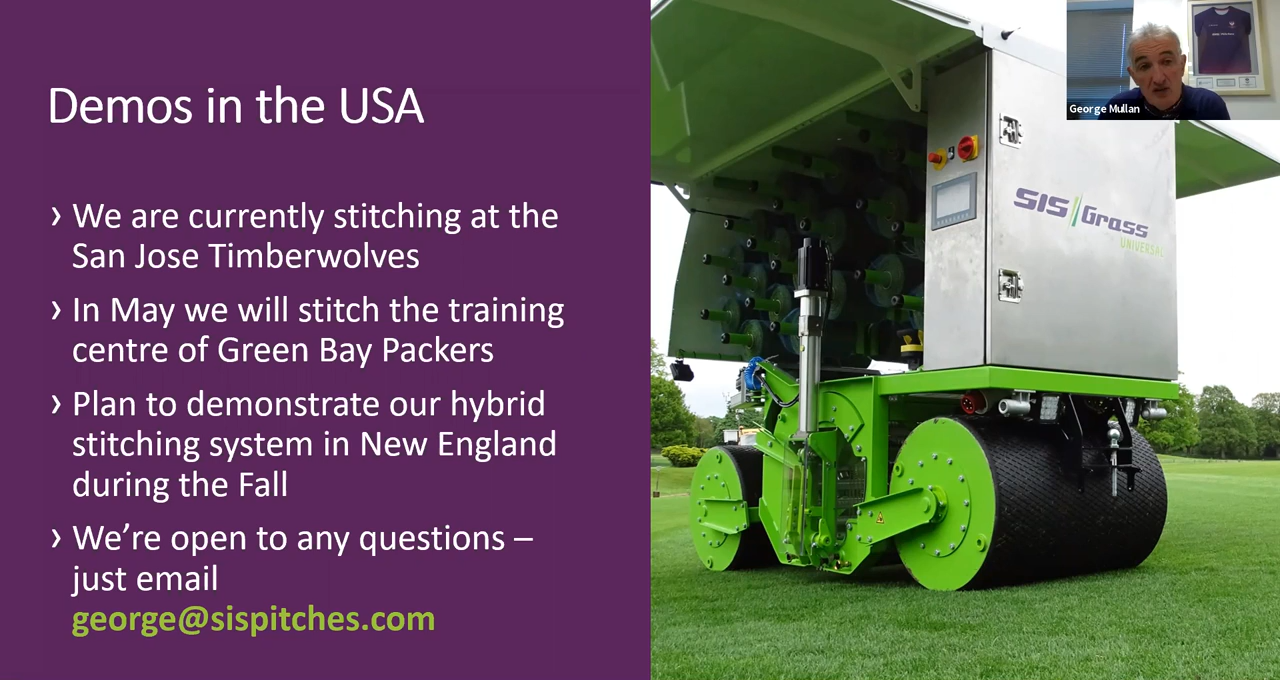 Demos in the USA
› We are currently stitching at the
San Jose Timberwolves
› In May we will stitch the training
centre of Green Bay Packers
› Plan to demonstrate our hybrid
stitching system in New England
during the Fall
› We’re open to any questions –
just email
george@sispitches.com
George Mullan
SIS Grass
UNIVERSAL